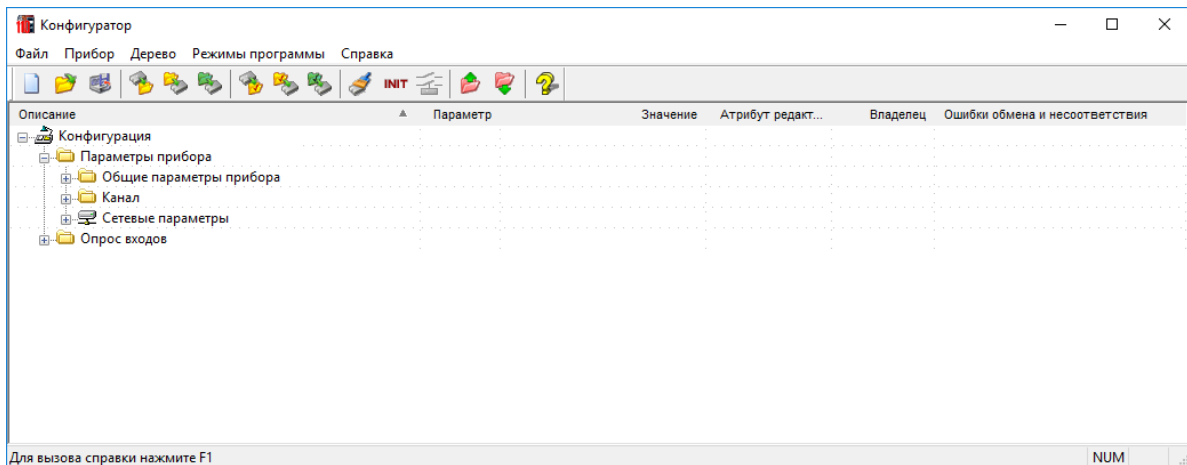 Конфигуратор
Файл Прибор Дерево Режимы программы Справка
INIT
Описание Параметр Значение Атрибут редакт... Владелец Ошибки обмена и несоответствия
Конфигурация
Параметры прибора
Общие параметры прибора
Канал
Сетевые параметры
Опрос входов
Для вызова справки нажмите F1 NUM